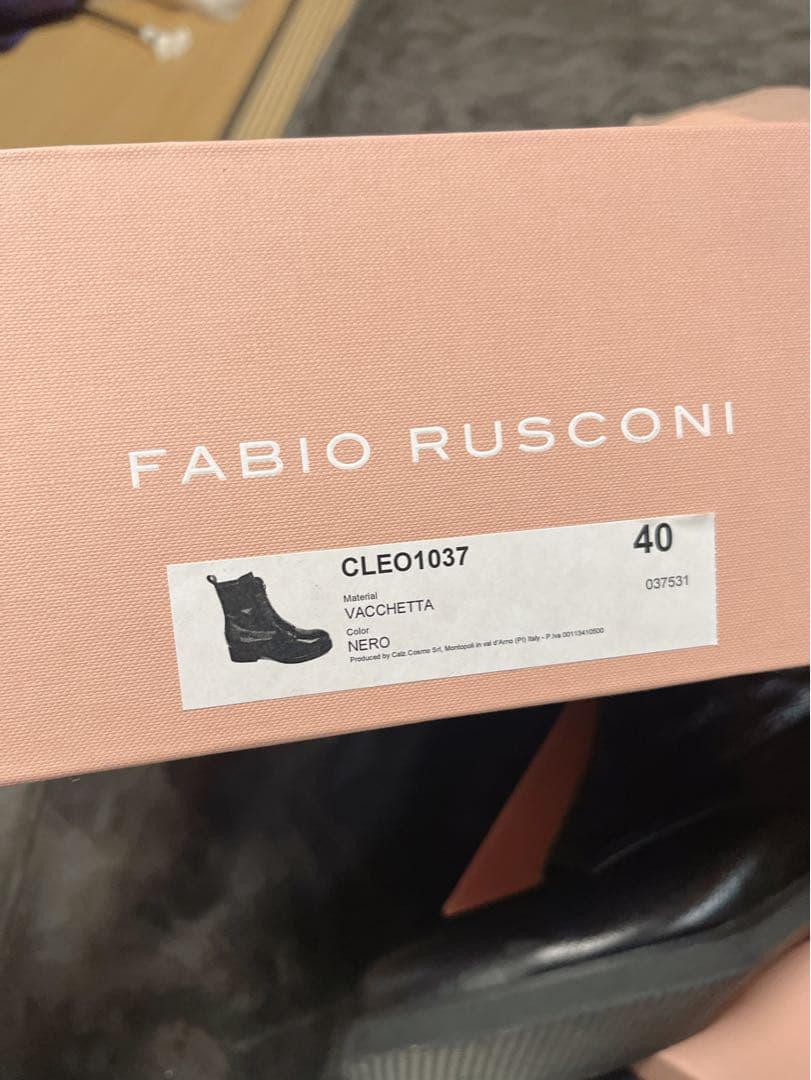 FABIO RUSCONI
CLEO1037
40
Material
VACCHETTA
037531
Color
NERO
Produced by Calz.Cosmo Srl, Montopoli in val d'Arno (PI) Italy - P.Iva 00113410500